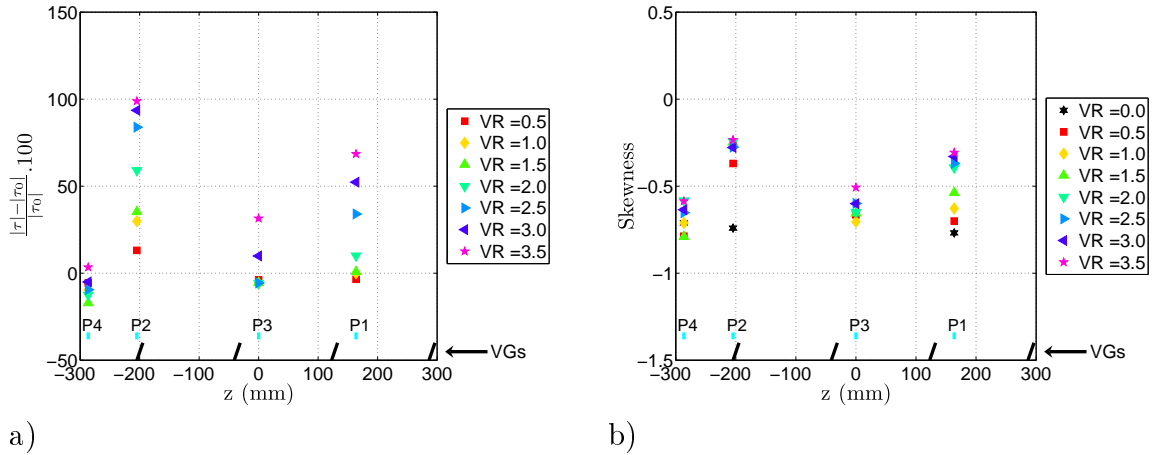 150
100
50
0
−50
−300
−200
−100
0
100
200
300
|τ|−|τ0|
|τ0|
.100
z (mm)
P4
P2
P3
P1
VGs
VR =0.5
VR =1.0
VR =1.5
VR =2.0
VR =2.5
VR =3.0
VR =3.5
a)
0.5
0
−0.5
−1
−1.5
−300
−200
−100
0
100
200
300
Skewness
z (mm)
P4
P2
P3
P1
VGs
VR =0.0
VR =0.5
VR =1.0
VR =1.5
VR =2.0
VR =2.5
VR =3.0
VR =3.5
b)